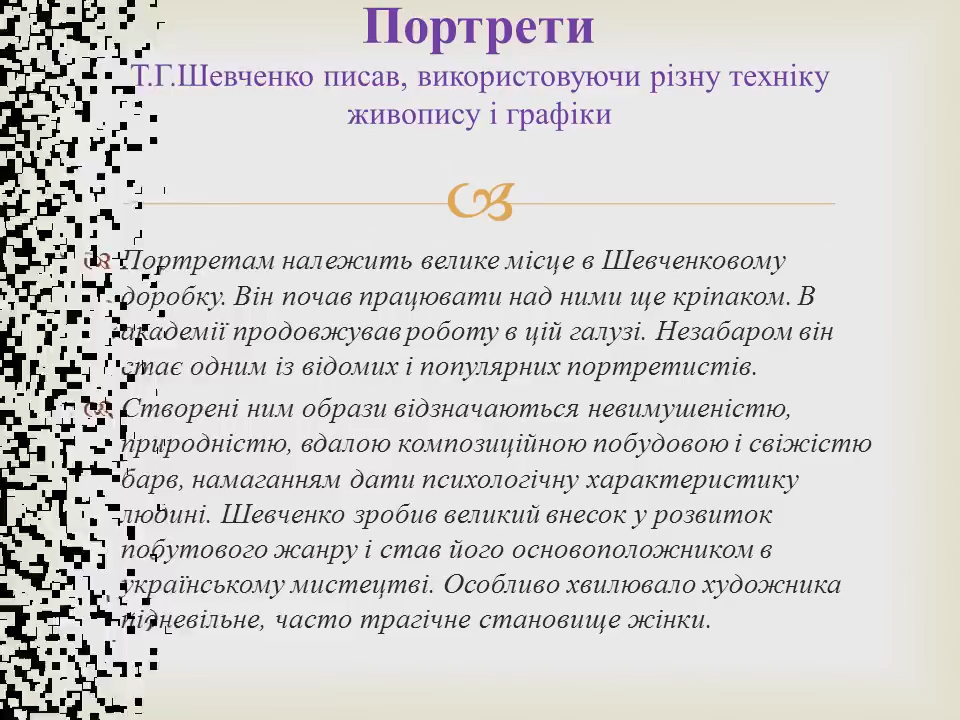 Портрети
Т.Г.Шевченко писав, використовуючи різну техніку
живопису і графіки
Портретам належить велике місце в Шевченковому
доробку. Він почав працювати над ними ще кріпаком. В
академії продовжував роботу в цій галузі. Незабаром він
стає одним із відомих і популярних портретистів.
Створені ним образи відзначаються невимушеністю,
природністю, вдалою композиційною побудовою і свіжістю
барв, намаганням дати психологічну характеристику
людині. Шевченко зробив великий внесок у розвиток
побутового жанру і став його основоположником в
українському мистецтві. Особливо хвилювало художника
підневільне, часто трагічне становище жінки.